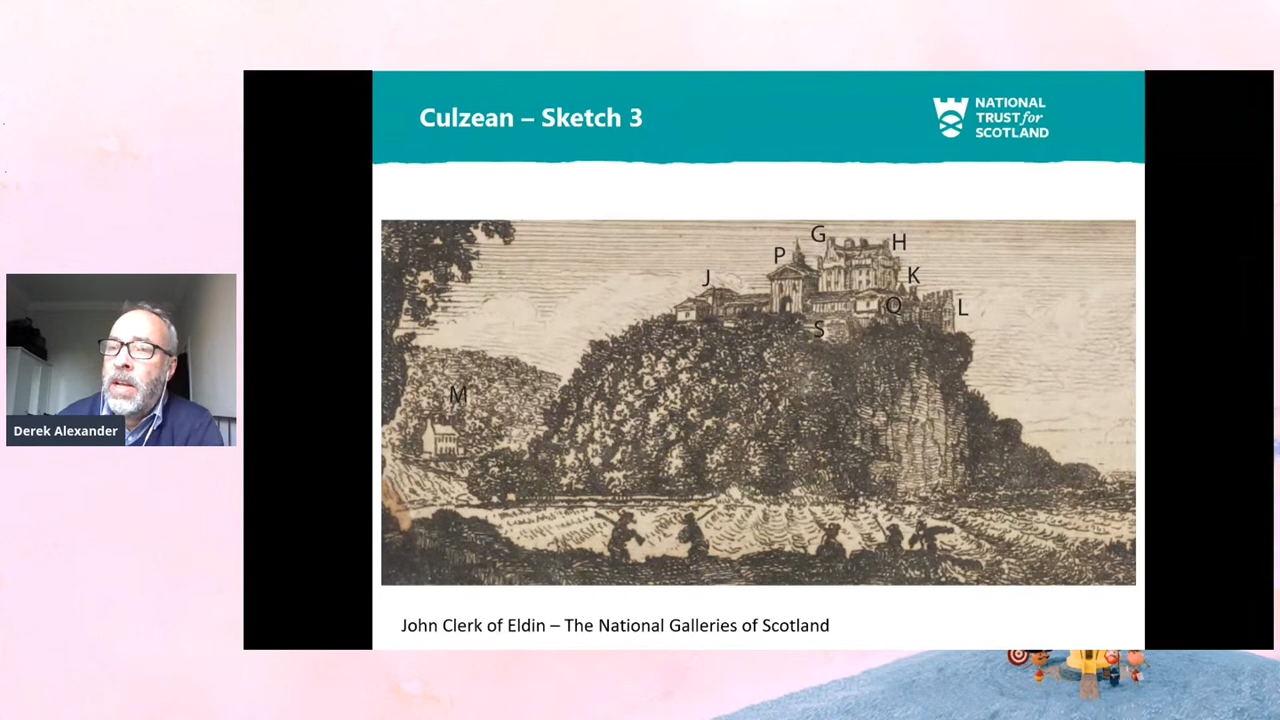 Culzean – Sketch 3
NATIONAL
TRUST for
SCOTLAND
G
H
P
J
K
Q
L
S
M
Derek Alexander
John Clerk of Eldin – The National Galleries of Scotland